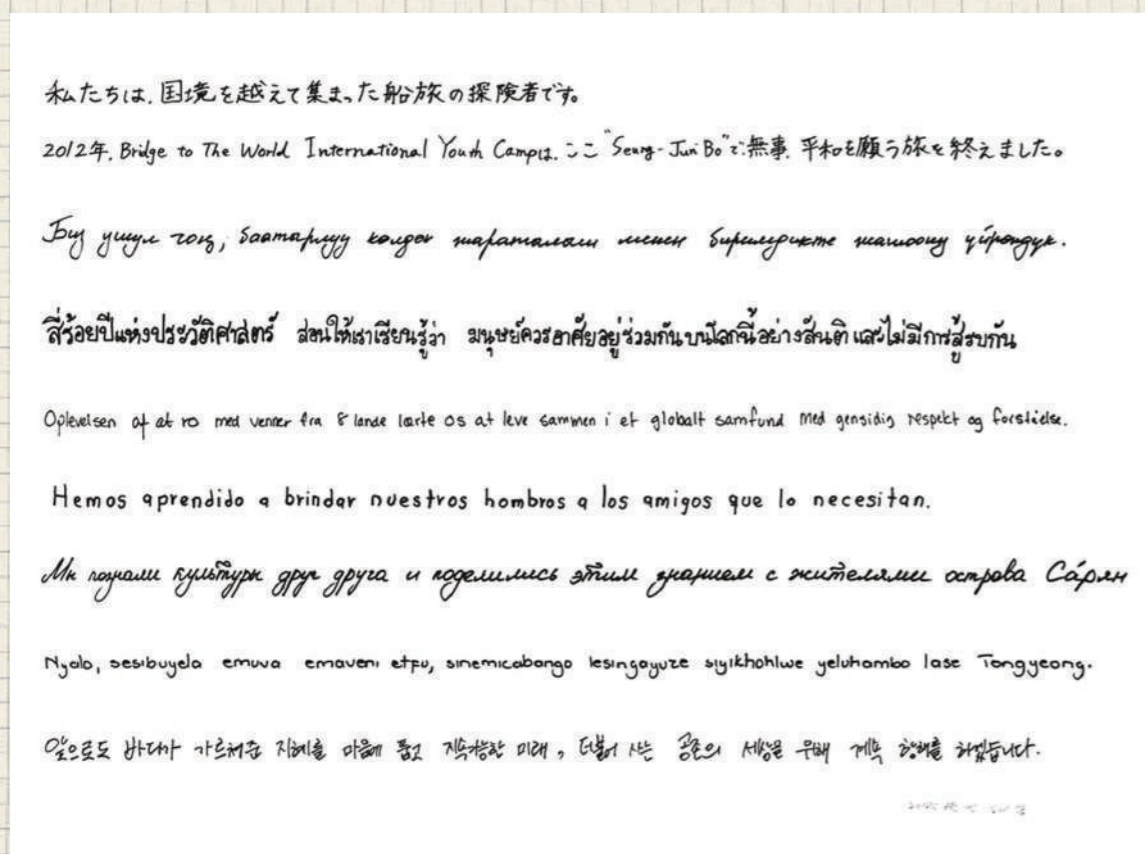 私たちは、国境を越えて集まった船旅の探険者です。
2012年、Bridge to The World International Youth Campは、ここ"Seung-Jun Bo"で無事、平和を願う旅を終えました。
Биз ушул тоң, баатарлуу колдоо жараталаш менен биримдикте жашоону үйрөндүк.
สี่ร้อยปีแห่งประวัติศาสตร์ สอนให้เราเรียนรู้ว่า มนุษย์ควรอาศัยอยู่ร่วมกันบนโลกนี้อย่างสันติ และไม่มีการสู้รบกัน
Oplevelsen af at ro med venner fra 8 lande lærte os at leve sammen i et globalt samfund med gensidig respekt og forståelse.
Hemos aprendido a brindar nuestros hombros a los amigos que lo necesitan.
Мы познали культуры друг друга и поделились этим знанием с жителями острова Сáрян
Nyalo, sesibuyela emuva emaveni etfu, sinemicabango lesingayuze siyikhohlwe yeluhambo lase Tongyeong.
앞으로도 바다가 가르쳐준 지혜를 마음에 품고 지속가능한 미래, 더불어 사는 공존의 세상을 위해 계속 항해를 하겠습니다.